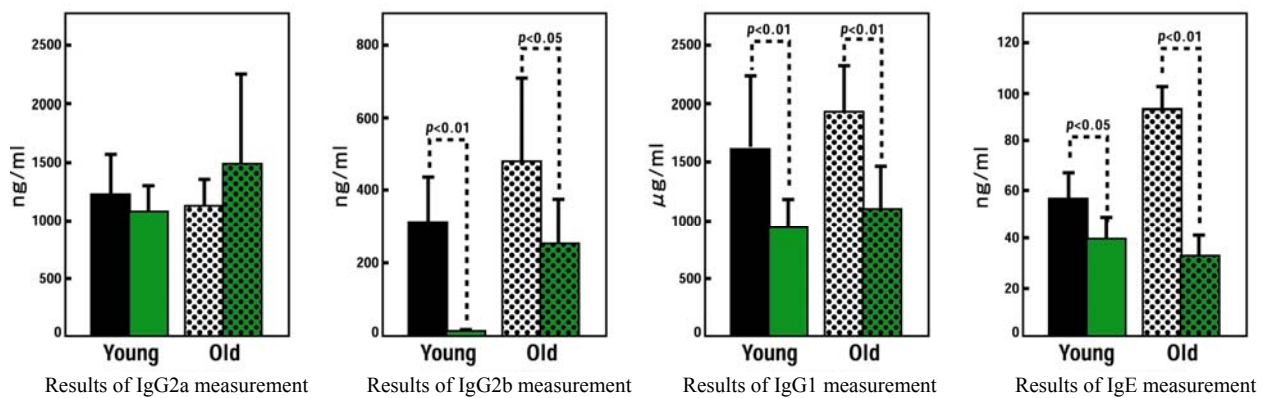 ng/ml
2500
2000
1500
1000
500
0
Young Old
Results of IgG2a measurement
ng/ml
800
600
400
200
0
p<0.01
p<0.05
Young Old
Results of IgG2b measurement
µg/ml
2500
2000
1500
1000
500
0
p<0.01
p<0.01
Young Old
Results of IgG1 measurement
ng/ml
120
100
80
60
40
20
0
p<0.05
p<0.01
Young Old
Results of IgE measurement